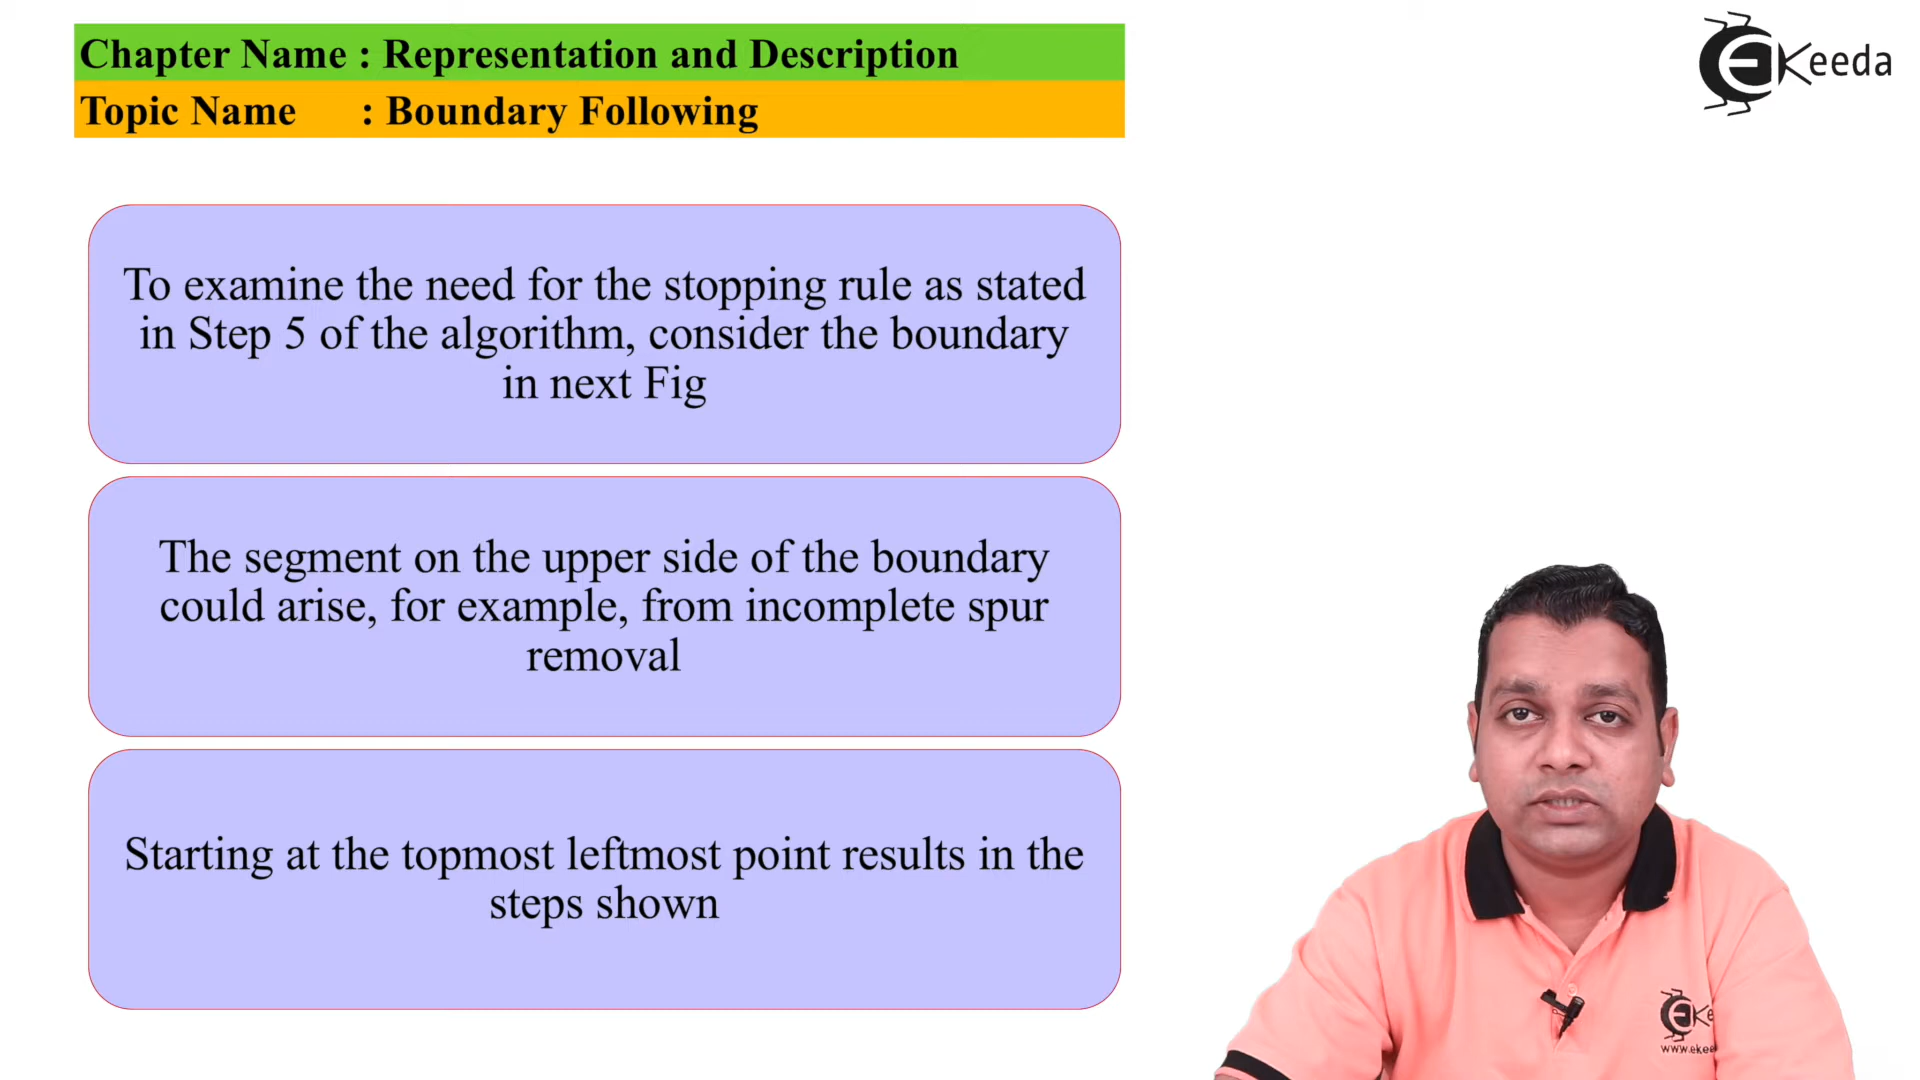 Chapter Name : Representation and Description
Topic Name : Boundary Following
Keeda
To examine the need for the stopping rule as stated
in Step 5 of the algorithm, consider the boundary
in next Fig
The segment on the upper side of the boundary
could arise, for example, from incomplete spur
removal
Starting at the topmost leftmost point results in the
steps shown